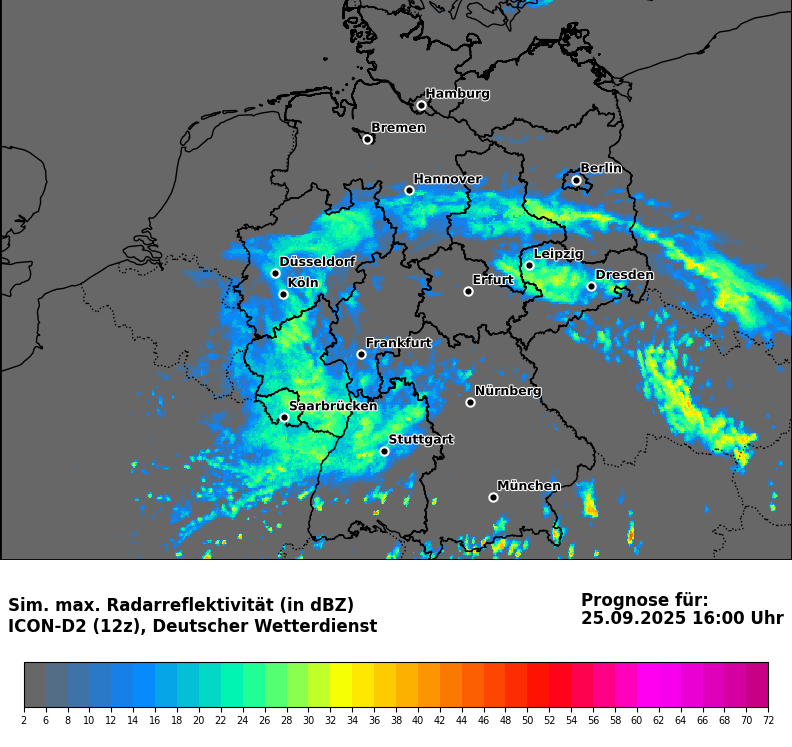 Hamburg
Bremen
Berlin
Hannover
Leipzig
Düsseldorf
Dresden
Köln
Erfurt
Frankfurt
Nürnberg
Saarbrücken
Stuttgart
München
Sim. max. Radarreflektivität (in dBZ)
ICON-D2 (12z), Deutscher Wetterdienst
Prognose für:
25.09.2025 16:00 Uhr
2 6 8 10 12 14 16 18 20 22 24 26 28 30 32 34 36 38 40 42 44 46 48 50 52 54 56 58 60 62 64 66 68 70 72